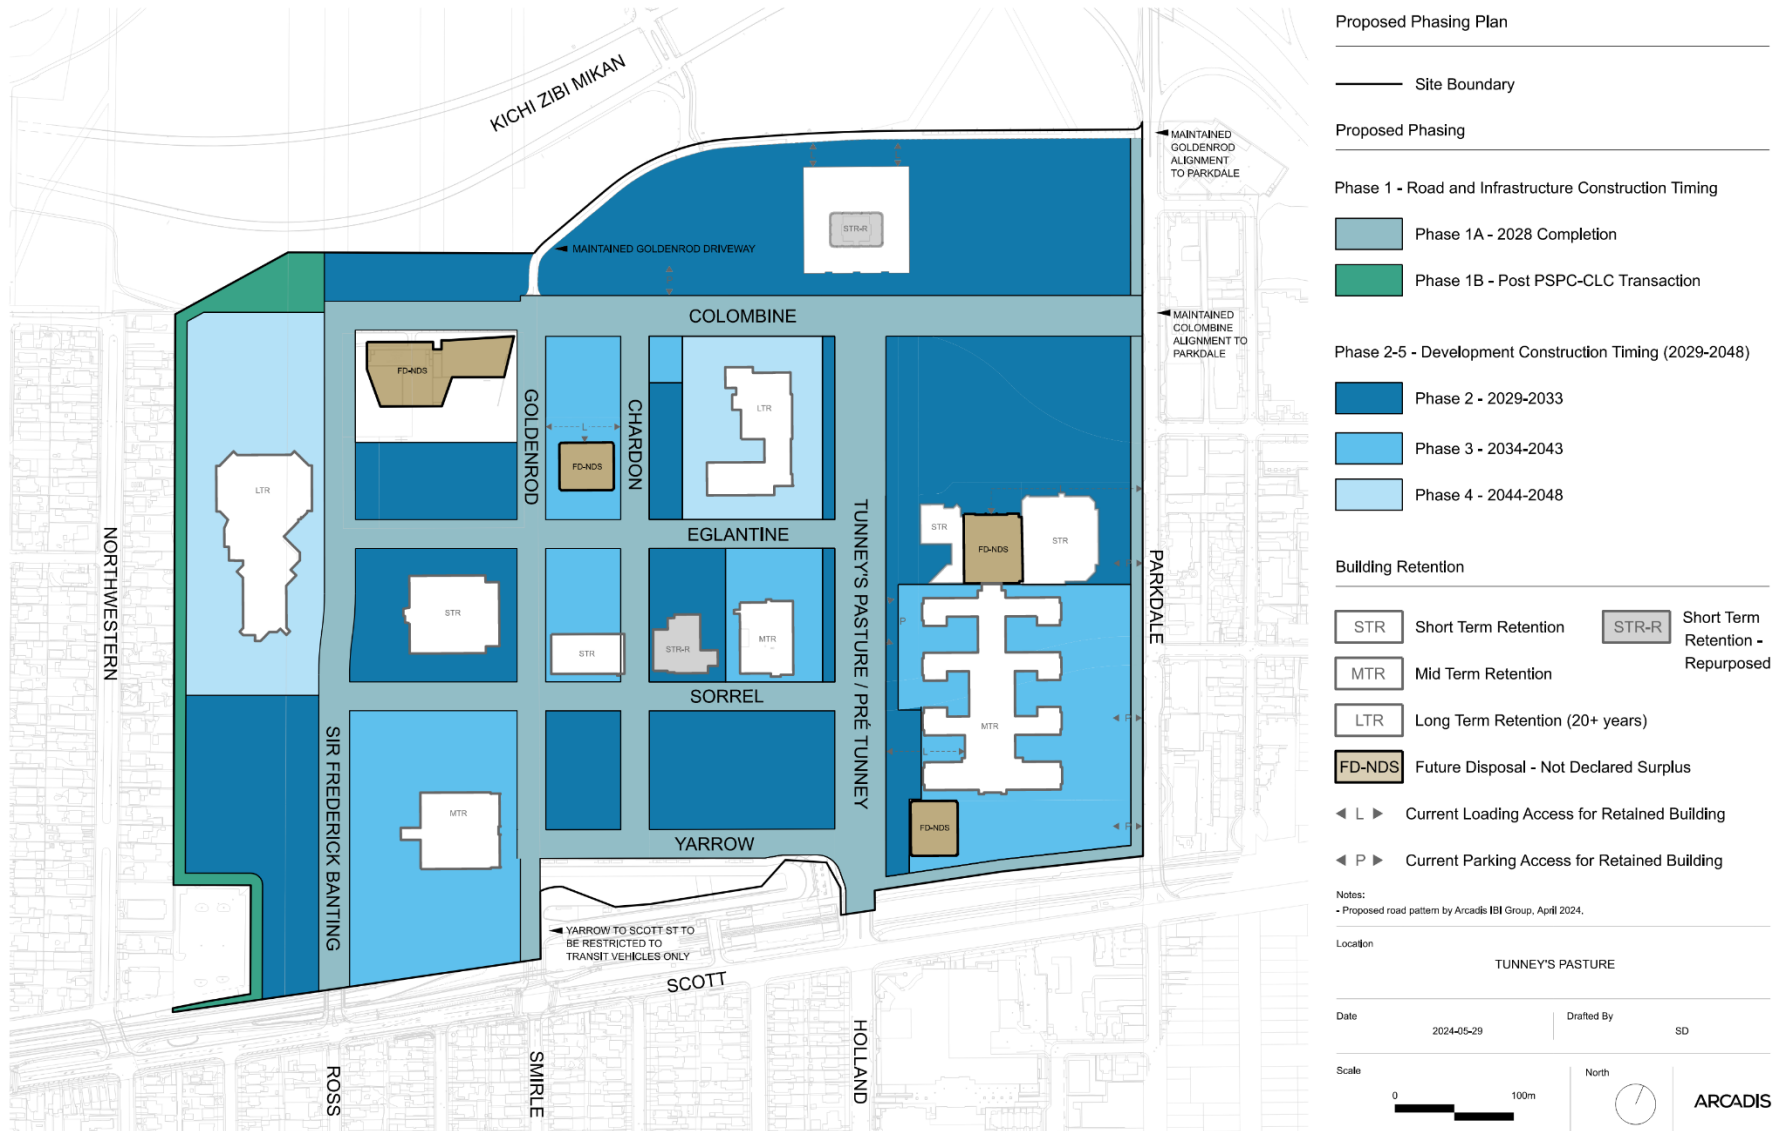 KICHI ZIBI MIKAN
MAINTAINED
GOLDENROD
ALIGNMENT
TO PARKDALE
STR-R
MAINTAINED GOLDENROD DRIVEWAY
COLOMBINE
MAINTAINED
COLOMBINE
ALIGNMENT TO
PARKDALE
FD-NDS
GOLDENROD
L
FD-NDS
CHARDON
LTR
LTR
NORTHWESTERN
EGLANTINE
TUNNEY'S PASTURE / PRÉ TUNNEY
STR
FD-NDS
STR
P
PARKDALE
STR
STR
STR-R
MTR
P
SORREL
MTR
P
L
SIR FREDERICK BANTING
MTR
YARROW
FD-NDS
P
YARROW TO SCOTT ST TO
BE RESTRICTED TO
TRANSIT VEHICLES ONLY
SCOTT
ROSS
SMIRLE
HOLLAND
Proposed Phasing Plan
Site Boundary
Proposed Phasing
Phase 1 - Road and Infrastructure Construction Timing
Phase 1A - 2028 Completion
Phase 1B - Post PSPC-CLC Transaction
Phase 2-5 - Development Construction Timing (2029-2048)
Phase 2 - 2029-2033
Phase 3 - 2034-2043
Phase 4 - 2044-2048
Building Retention
STR Short Term Retention
STR-R Short Term
Retention -
Repurposed
MTR Mid Term Retention
LTR Long Term Retention (20+ years)
FD-NDS Future Disposal - Not Declared Surplus
L Current Loading Access for Retained Building
P Current Parking Access for Retained Building
Notes:
- Proposed road pattern by Arcadis IBI Group, April 2024.
Location
TUNNEY'S PASTURE
Date
2024-05-29
Drafted By
SD
Scale
0 100m
North
ARCADIS